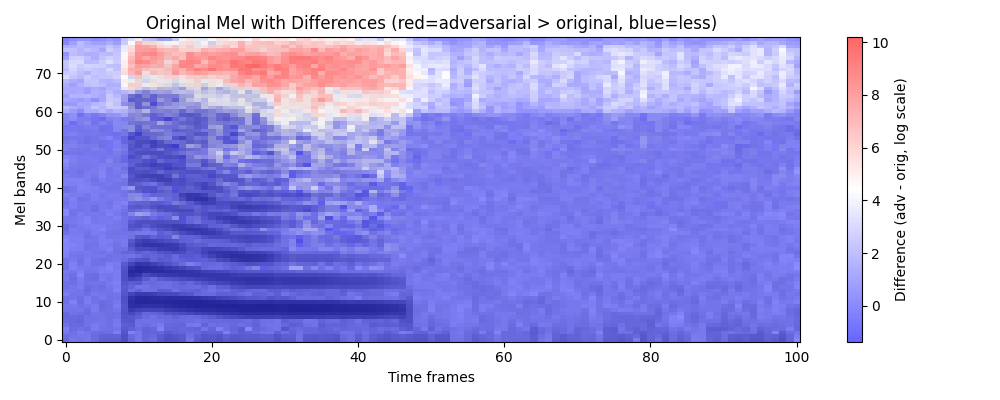 Original Mel with Differences (red=adversarial > original, blue=less)
Mel bands
70
60
50
40
30
20
10
0
0 20 40 60 80 100
Time frames
10
8
6
4
2
0
Difference (adv - orig, log scale)